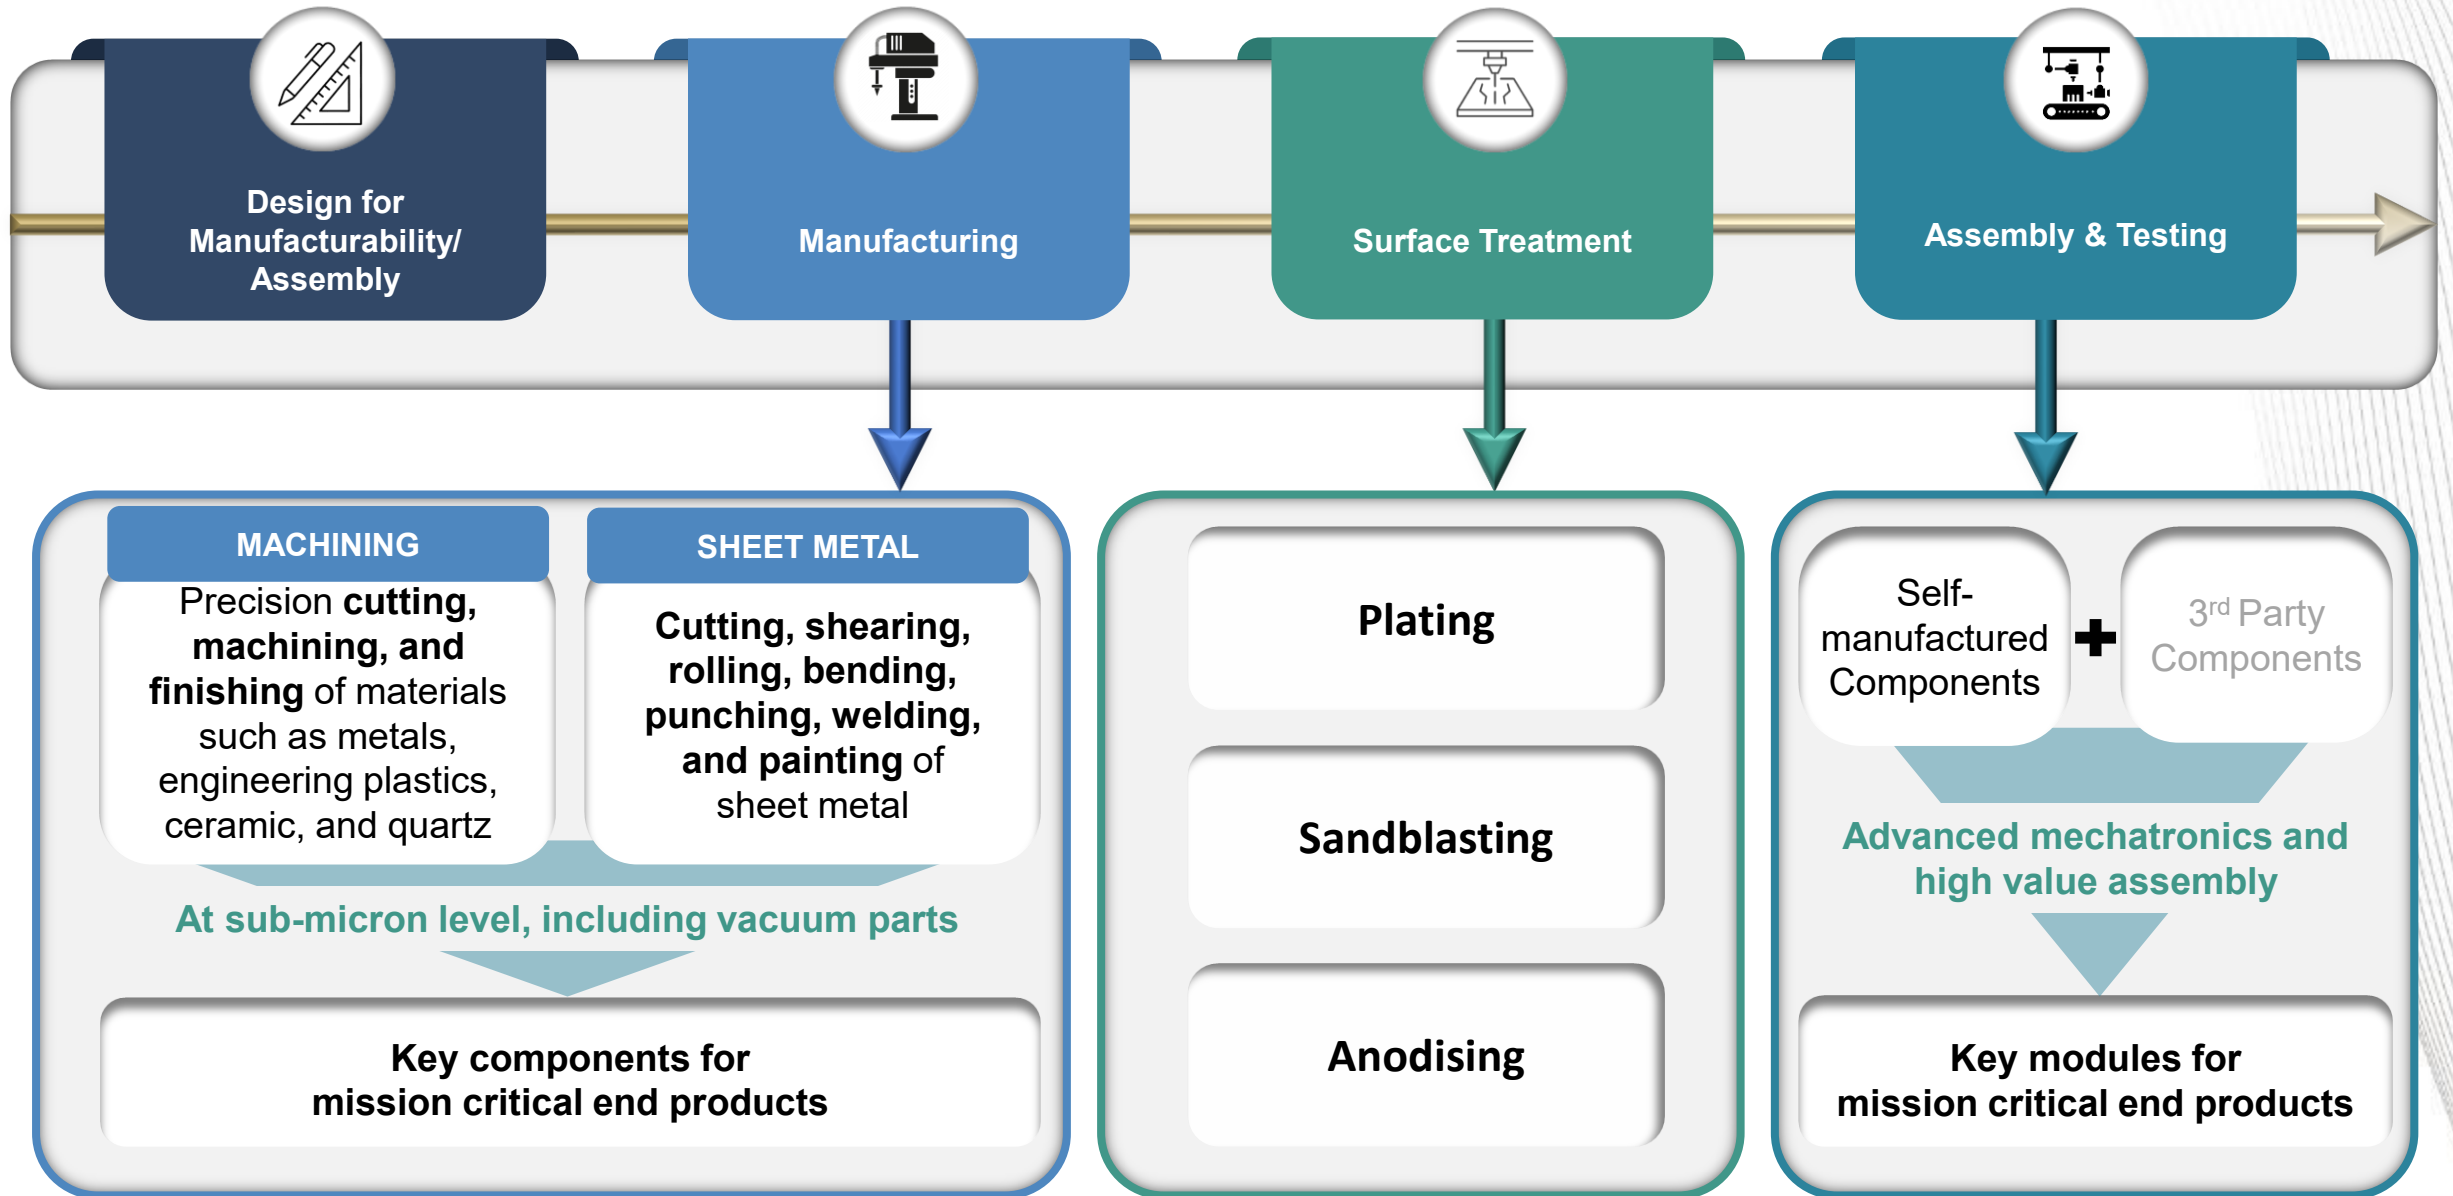 Design for
Manufacturability/
Assembly
Manufacturing
Surface Treatment
Assembly & Testing
MACHINING
Precision cutting,
machining, and
finishing of materials
such as metals,
engineering plastics,
ceramic, and quartz
SHEET METAL
Cutting, shearing,
rolling, bending,
punching, welding,
and painting of
sheet metal
At sub-micron level, including vacuum parts
Key components for
mission critical end products
Plating
Sandblasting
Anodising
Self-
manufactured
Components
3rd Party
Components
Advanced mechatronics and
high value assembly
Key modules for
mission critical end products